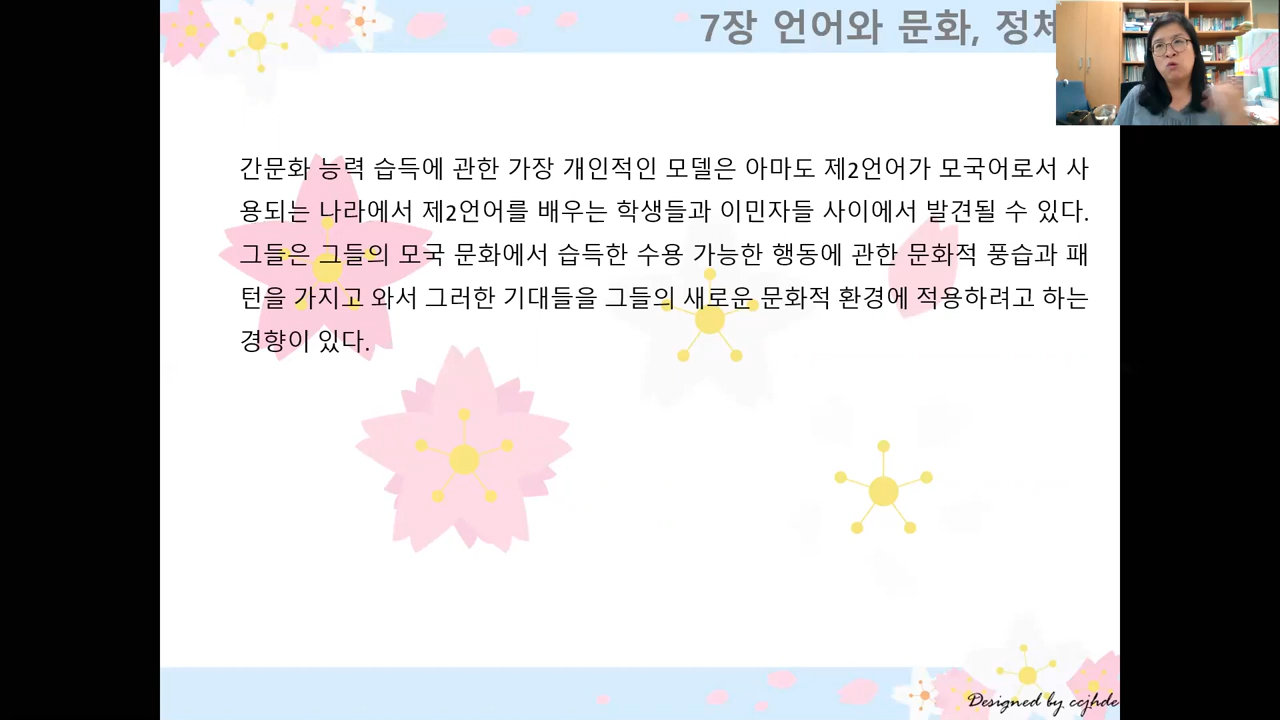 7장 언어와 문화, 정체
간문화 능력 습득에 관한 가장 개인적인 모델은 아마도 제2언어가 모국어로서 사
용되는 나라에서 제2언어를 배우는 학생들과 이민자들 사이에서 발견될 수 있다.
그들은 그들의 모국 문화에서 습득한 수용 가능한 행동에 관한 문화적 풍습과 패
턴을 가지고 와서 그러한 기대들을 그들의 새로운 문화적 환경에 적용하려고 하는
경향이 있다.
Designed by ccjhde